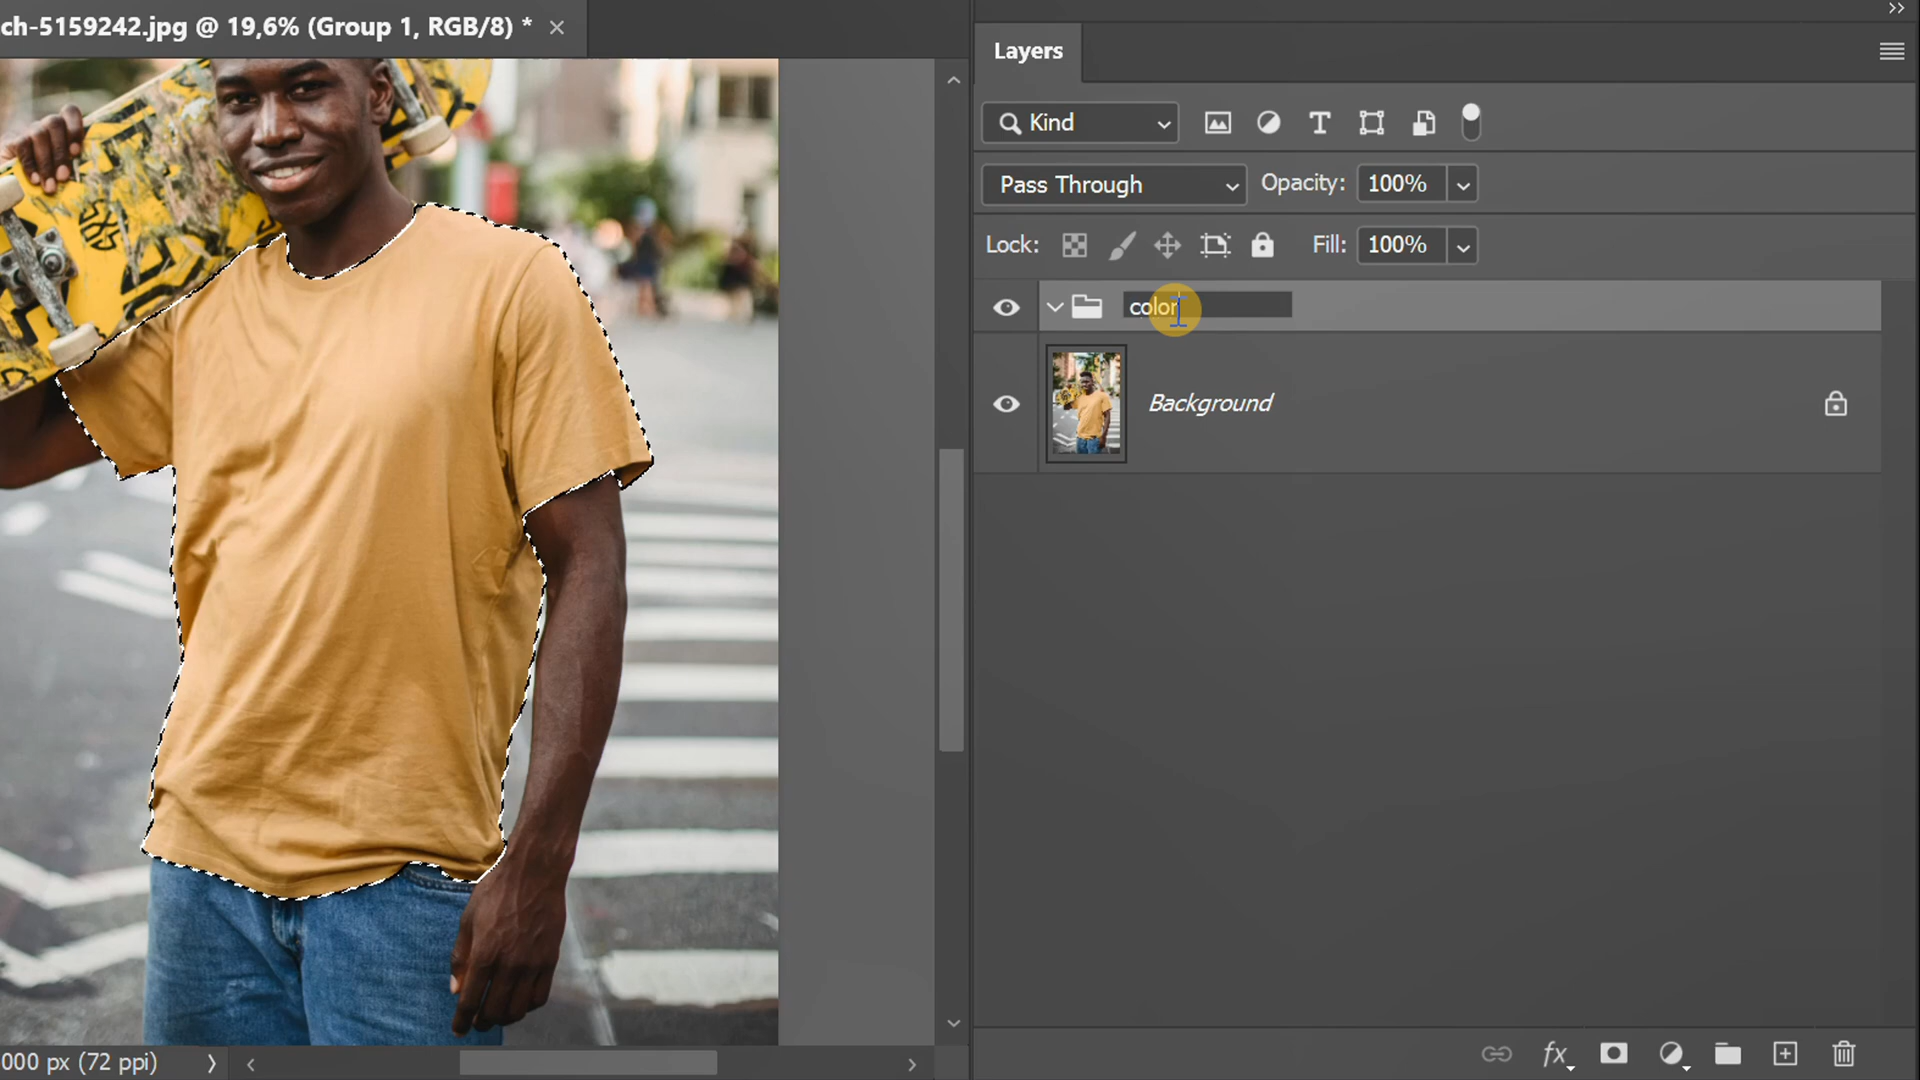 ch-5159242.jpg @ 19,6% (Group 1, RGB/8) *
Layers
Kind
Pass Through
Opacity: 100%
Lock:
Fill: 100%
color
Background
fx
000 px (72 ppi)